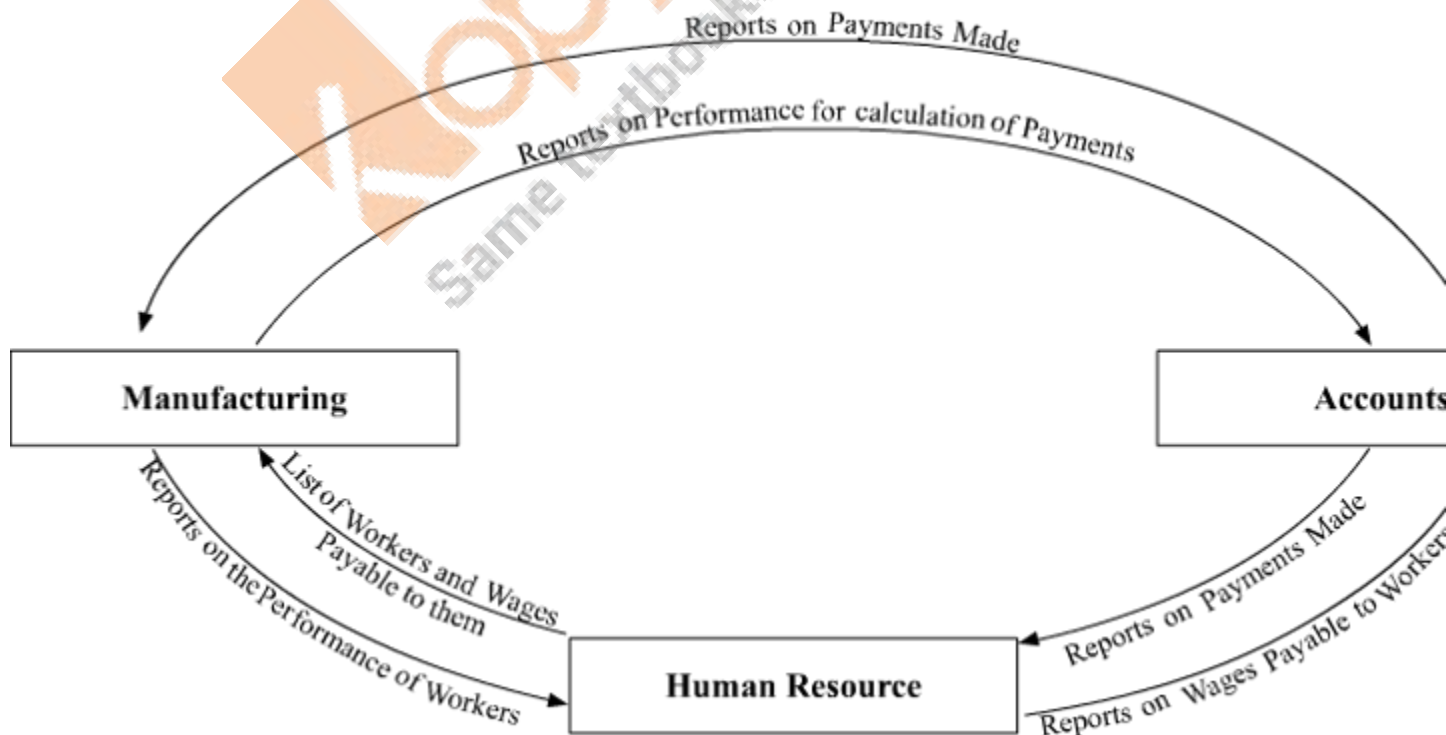 Reports on Payments Made
Reports on Performance for calculation of Payments
Same textbook
Manufacturing
Accounts
List of Workers and Wages
Payable to them
Reports on the Performance of Workers
Reports on Payments Made
Reports on Wages Payable to Workers
Human Resource